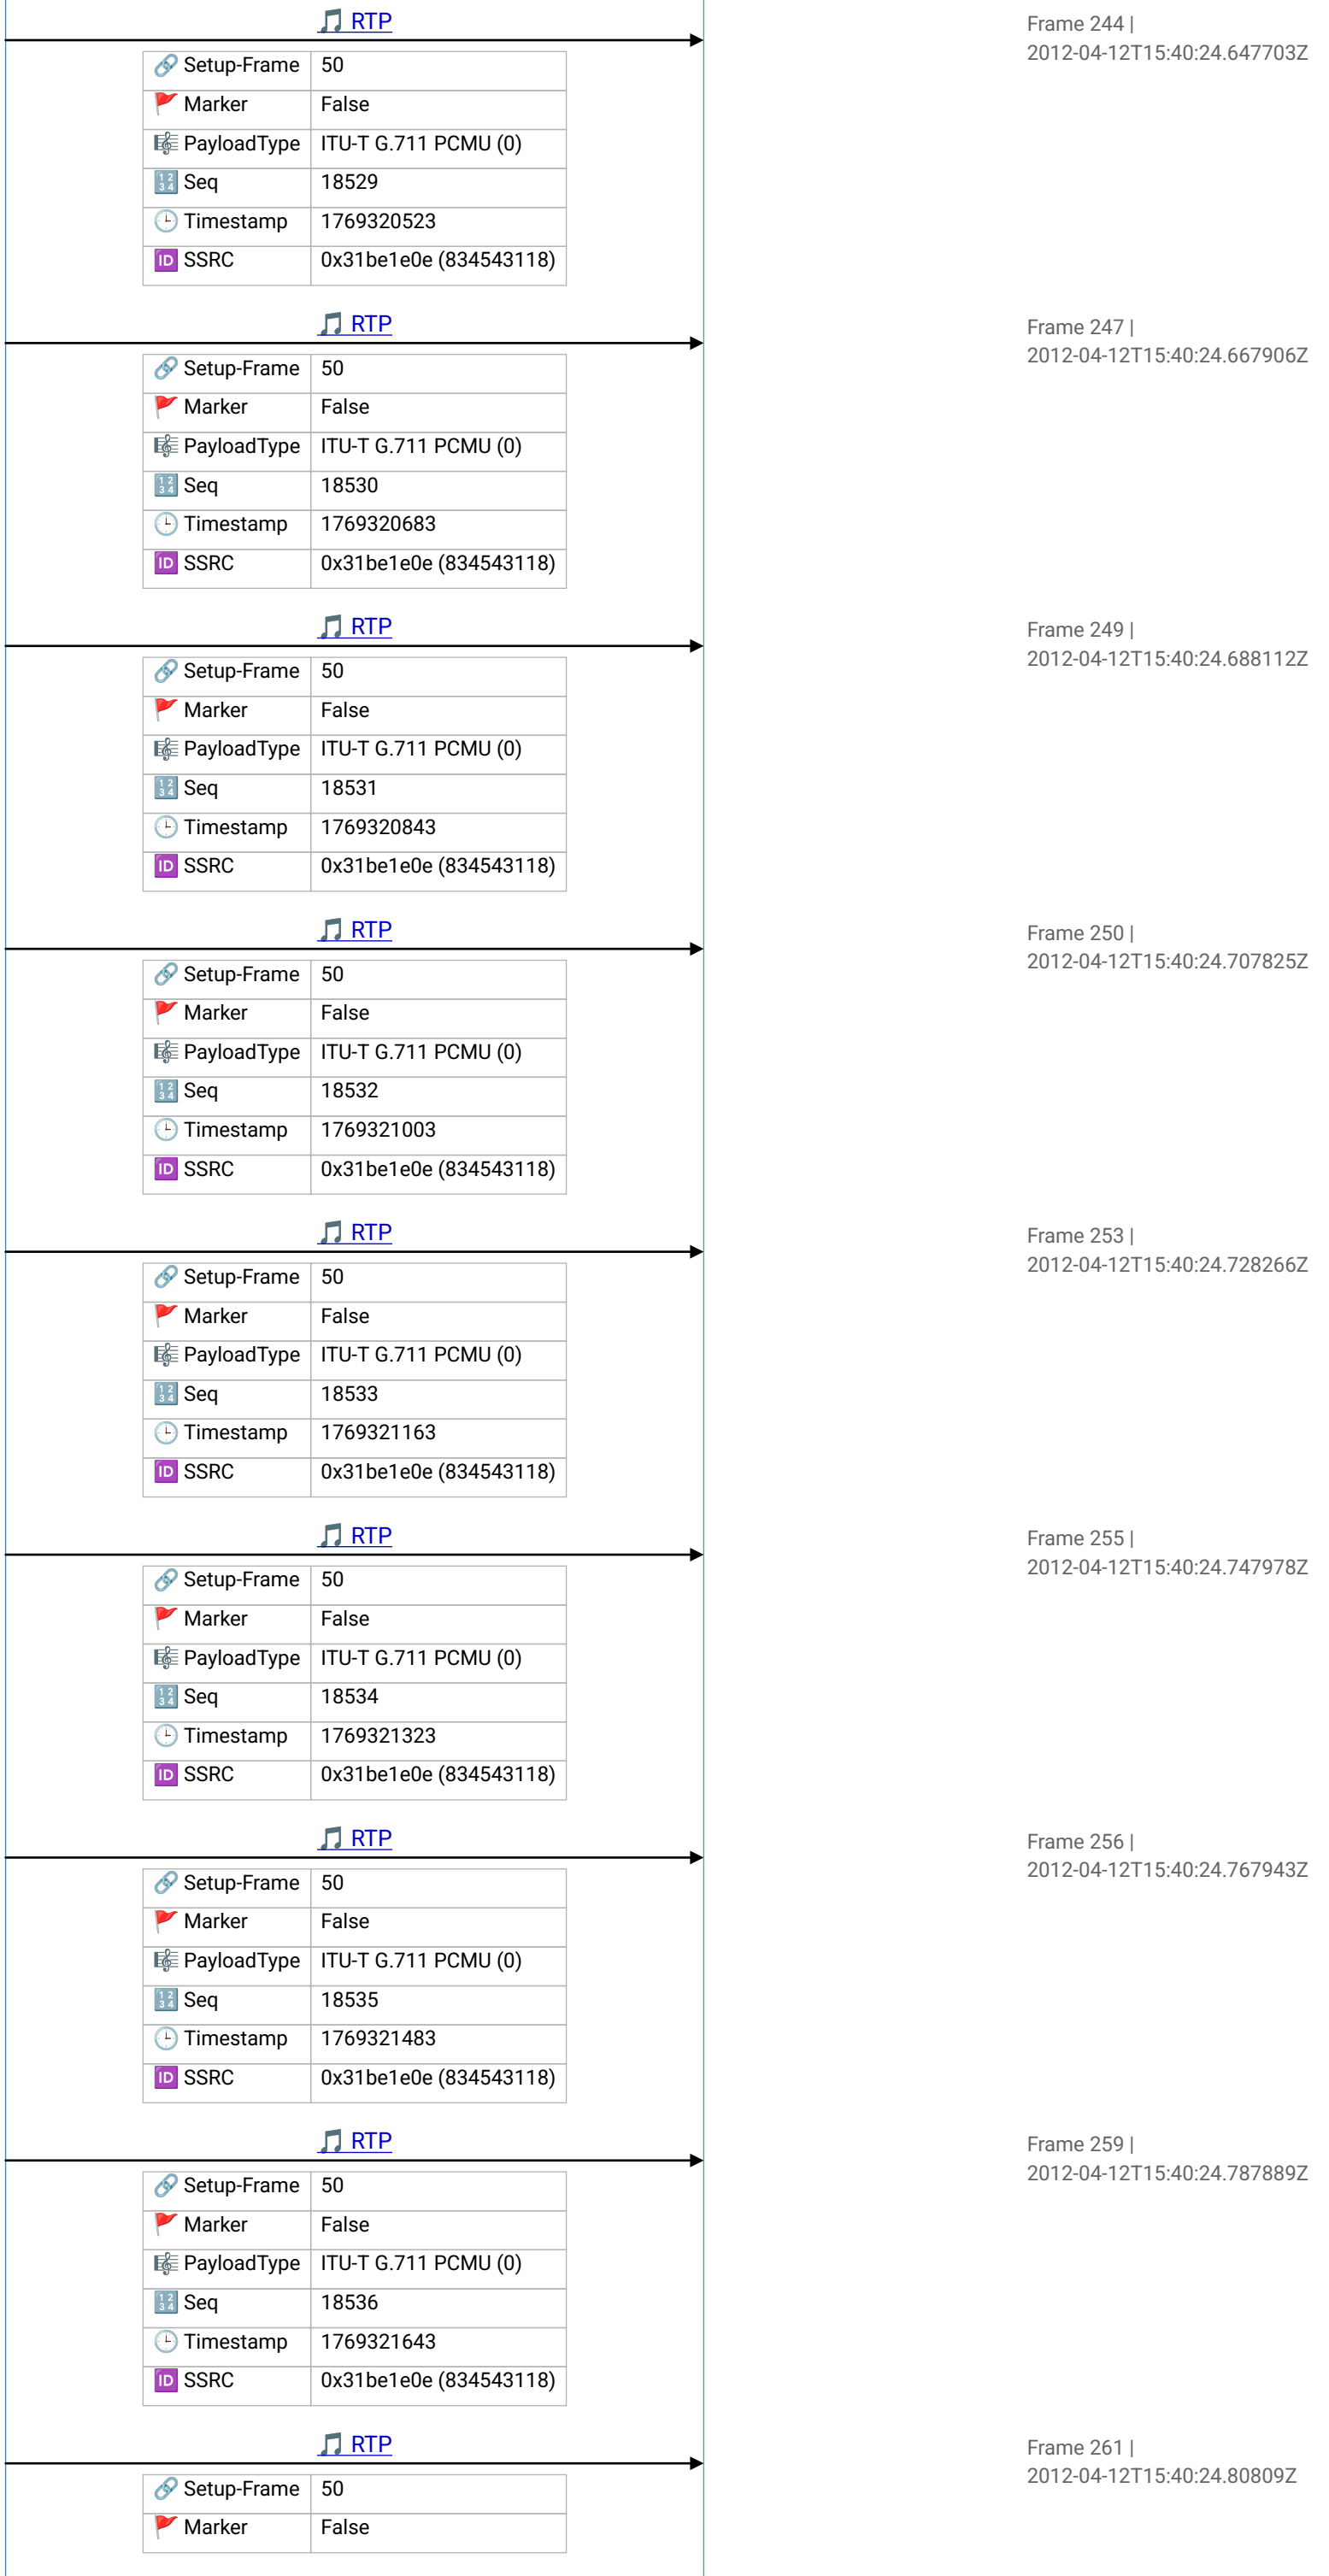 RTP
Frame 244 |
2012-04-12T15:40:24.647703Z
Setup-Frame 50
Marker False
PayloadType ITU-T G.711 PCMU (0)
Seq 18529
Timestamp 1769320523
SSRC 0x31be1e0e (834543118)
RTP
Frame 247 |
2012-04-12T15:40:24.667906Z
Setup-Frame 50
Marker False
PayloadType ITU-T G.711 PCMU (0)
Seq 18530
Timestamp 1769320683
SSRC 0x31be1e0e (834543118)
RTP
Frame 249 |
2012-04-12T15:40:24.688112Z
Setup-Frame 50
Marker False
PayloadType ITU-T G.711 PCMU (0)
Seq 18531
Timestamp 1769320843
SSRC 0x31be1e0e (834543118)
RTP
Frame 250 |
2012-04-12T15:40:24.707825Z
Setup-Frame 50
Marker False
PayloadType ITU-T G.711 PCMU (0)
Seq 18532
Timestamp 1769321003
SSRC 0x31be1e0e (834543118)
RTP
Frame 253 |
2012-04-12T15:40:24.728266Z
Setup-Frame 50
Marker False
PayloadType ITU-T G.711 PCMU (0)
Seq 18533
Timestamp 1769321163
SSRC 0x31be1e0e (834543118)
RTP
Frame 255 |
2012-04-12T15:40:24.747978Z
Setup-Frame 50
Marker False
PayloadType ITU-T G.711 PCMU (0)
Seq 18534
Timestamp 1769321323
SSRC 0x31be1e0e (834543118)
RTP
Frame 256 |
2012-04-12T15:40:24.767943Z
Setup-Frame 50
Marker False
PayloadType ITU-T G.711 PCMU (0)
Seq 18535
Timestamp 1769321483
SSRC 0x31be1e0e (834543118)
RTP
Frame 259 |
2012-04-12T15:40:24.787889Z
Setup-Frame 50
Marker False
PayloadType ITU-T G.711 PCMU (0)
Seq 18536
Timestamp 1769321643
SSRC 0x31be1e0e (834543118)
RTP
Frame 261 |
2012-04-12T15:40:24.80809Z
Setup-Frame 50
Marker False